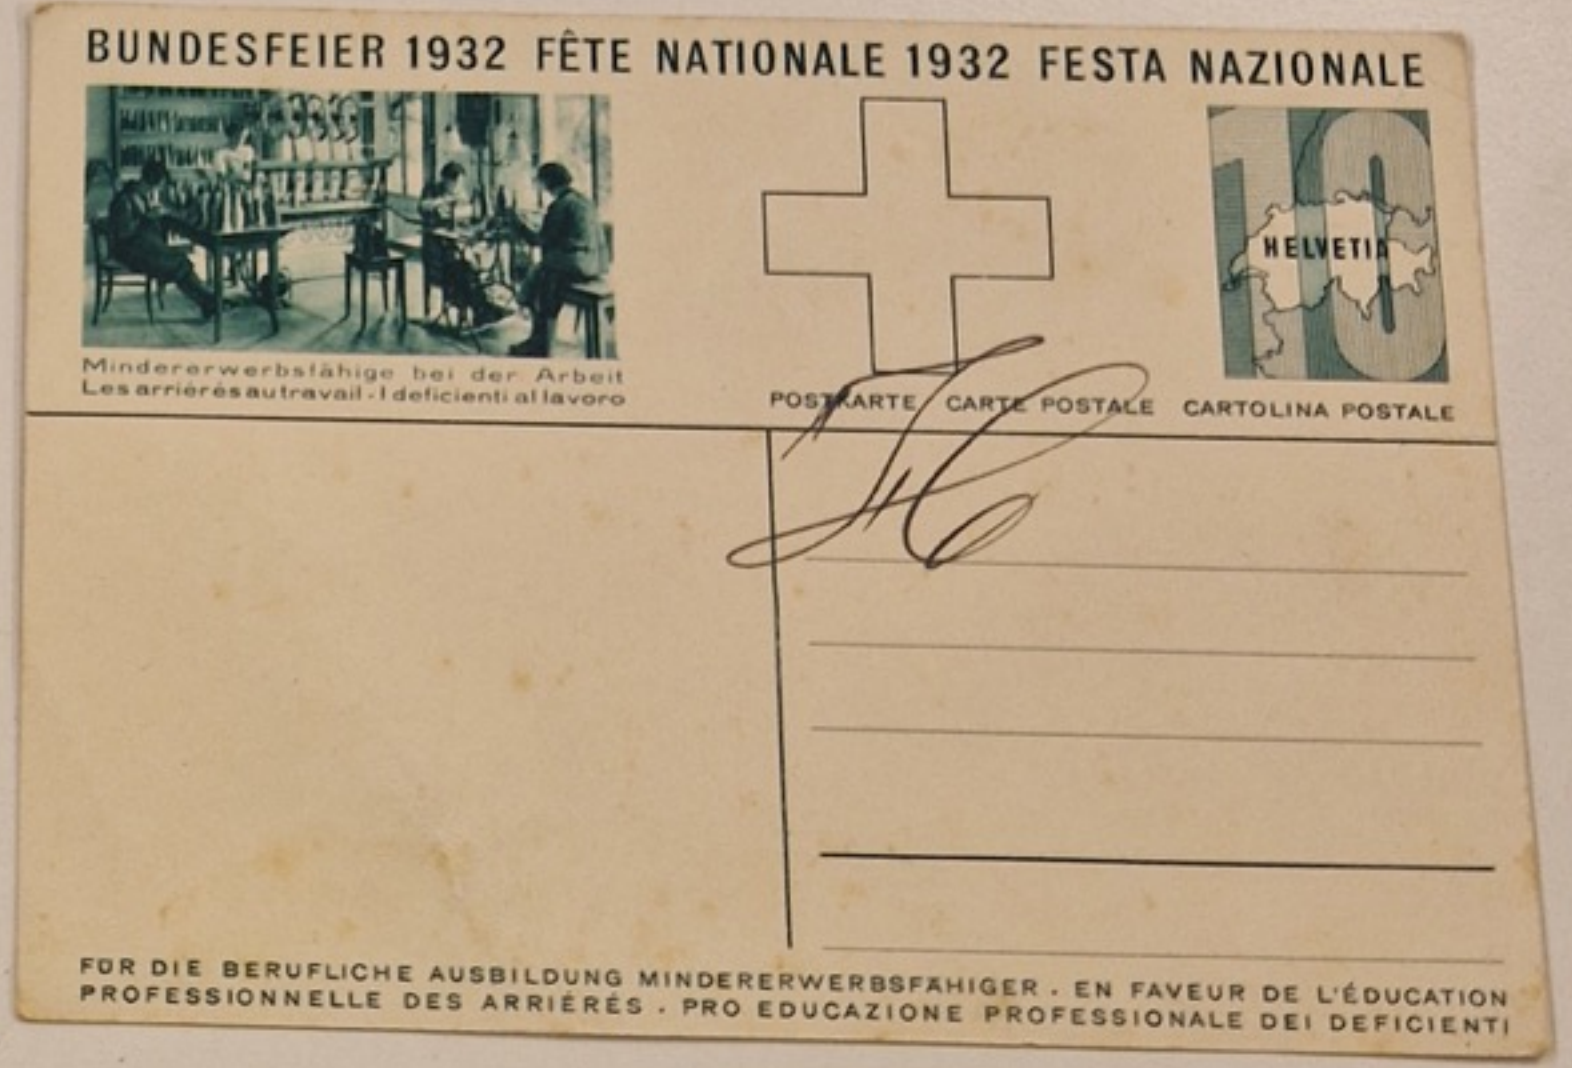 BUNDESFEIER 1932 FÊTE NATIONALE 1932 FESTA NAZIONALE
10
HELVETIA
Mindererwerbsfähige bei der Arbeit
Les arriérés au travail - I deficienti al lavoro
POSTKARTE CARTE POSTALE CARTOLINA POSTALE
FÜR DIE BERUFLICHE AUSBILDUNG MINDERERWERBSFÄHIGER . EN FAVEUR DE L'ÉDUCATION
PROFESSIONNELLE DES ARRIÉRÉS . PRO EDUCAZIONE PROFESSIONALE DEI DEFICIENTI